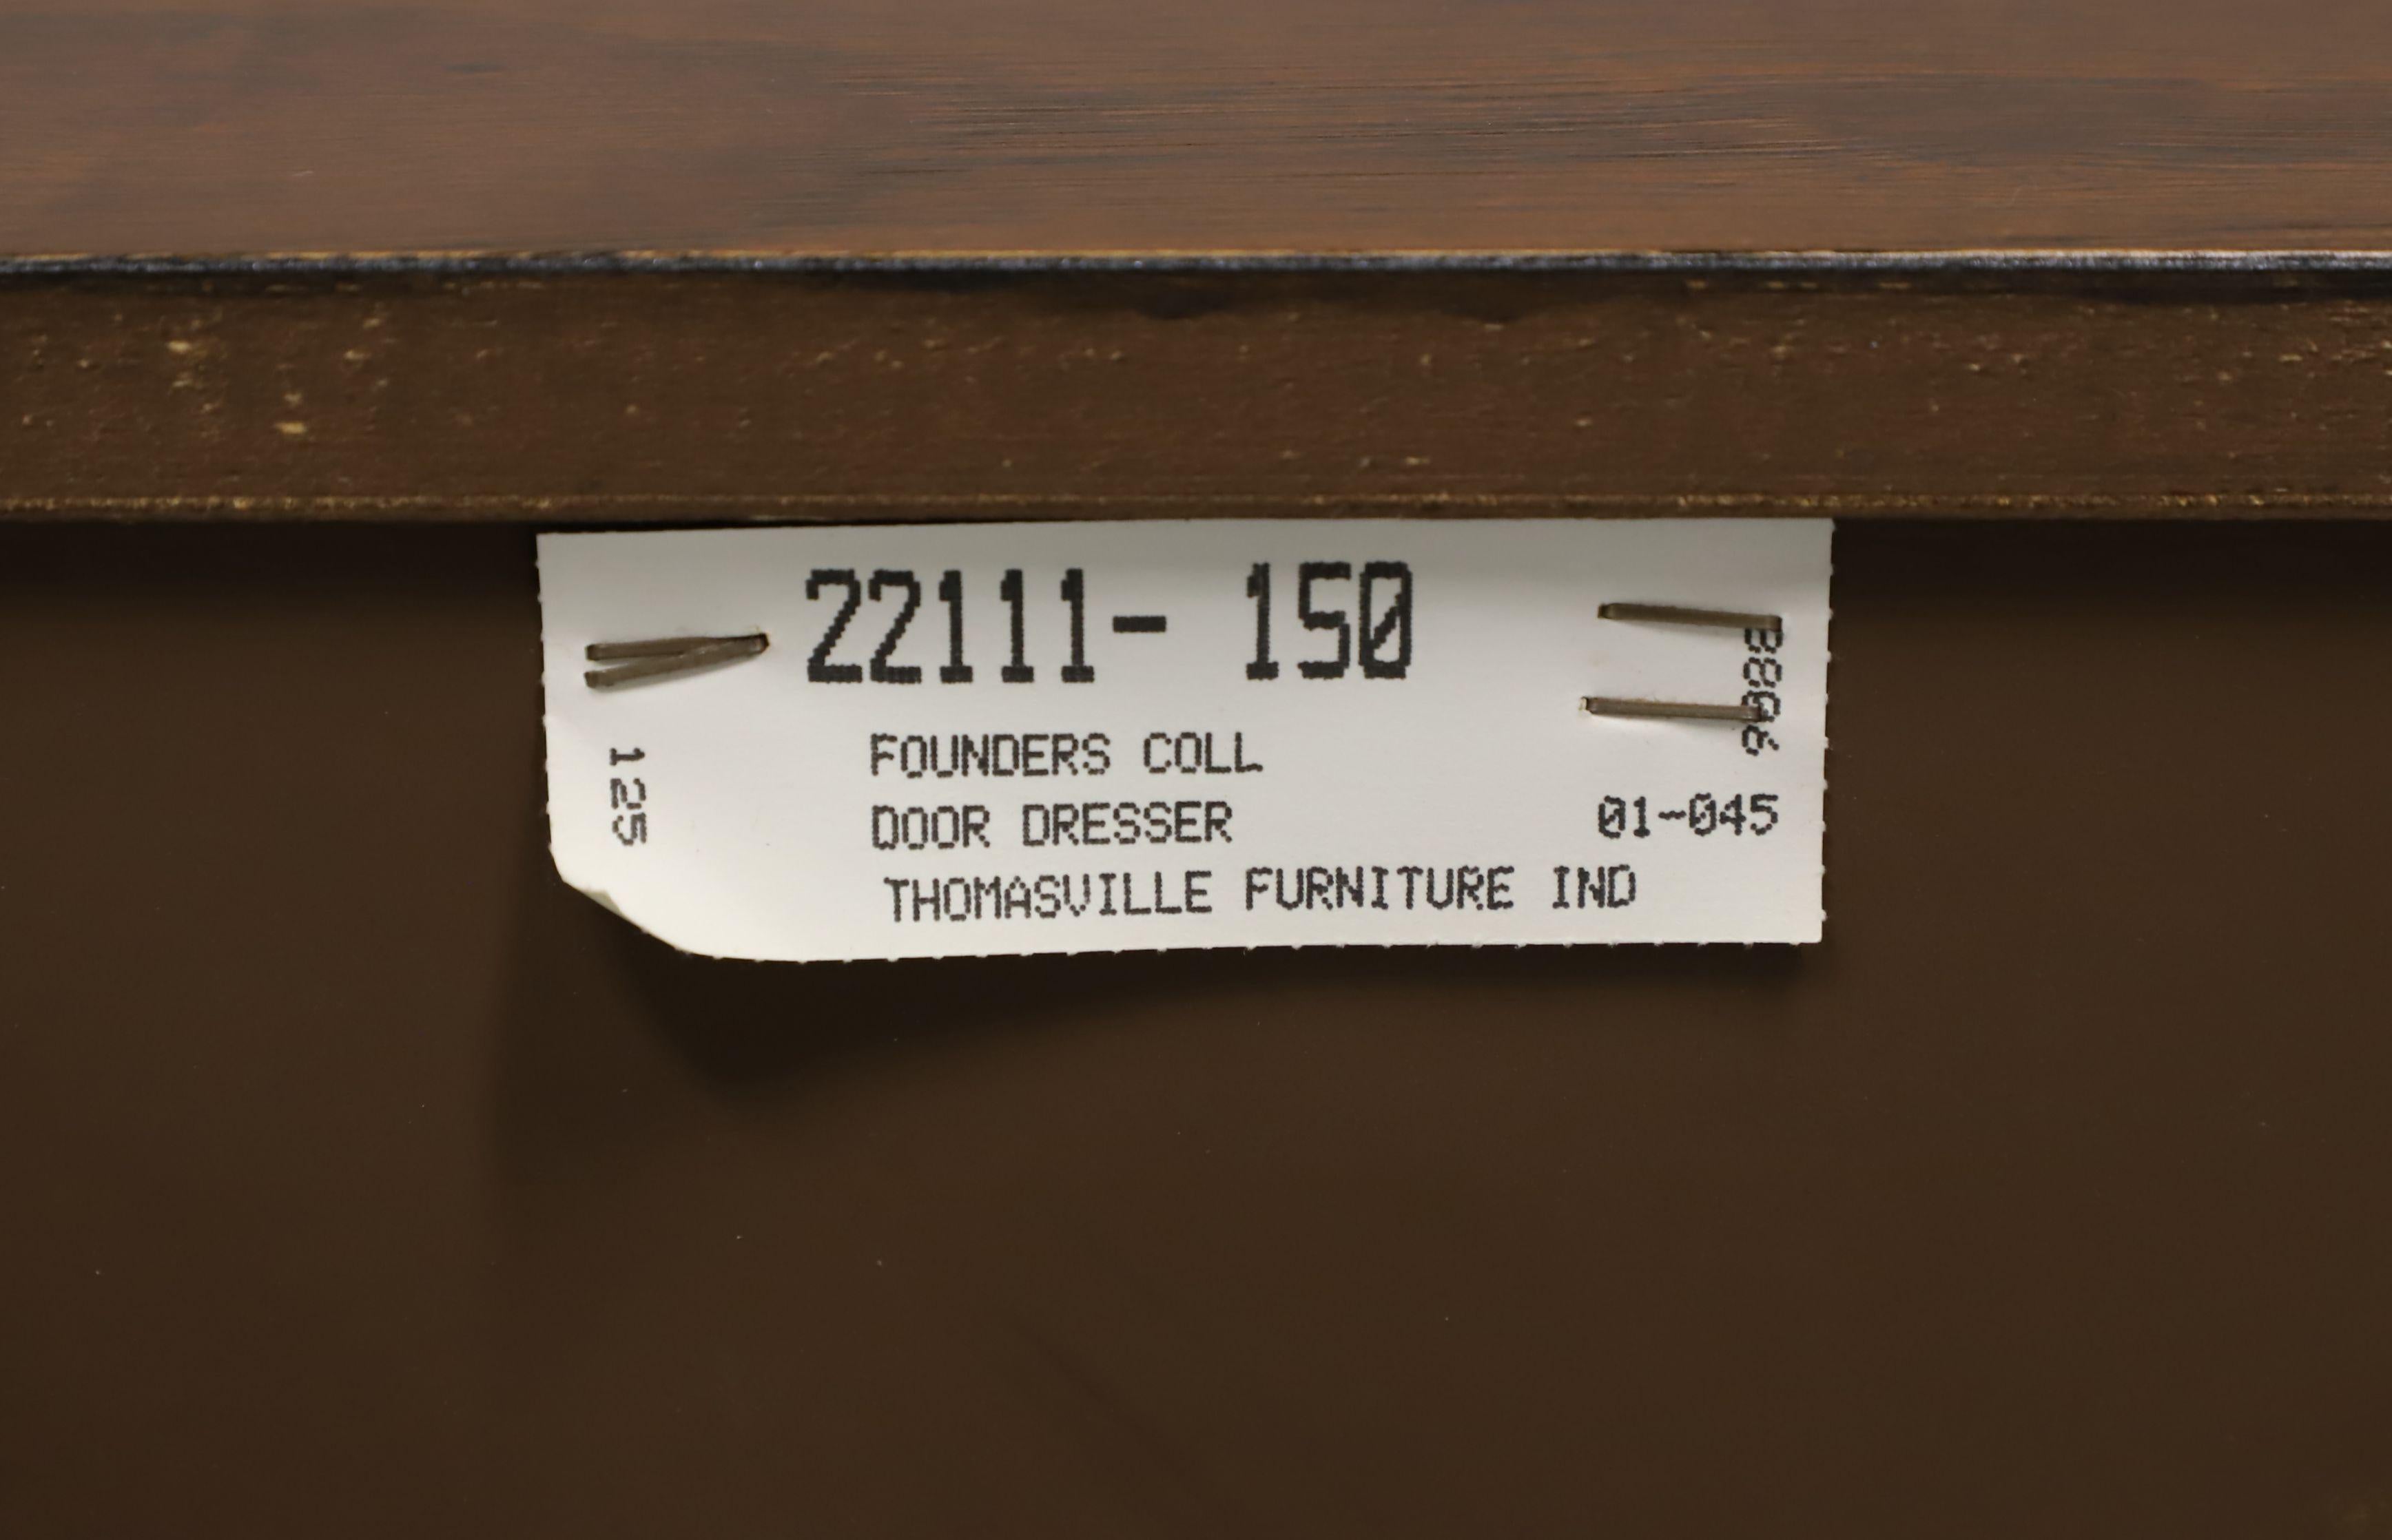 22111- 150
FOUNDERS COLL
DOOR DRESSER
THOMASVILLE FURNITURE IND
01-045
125